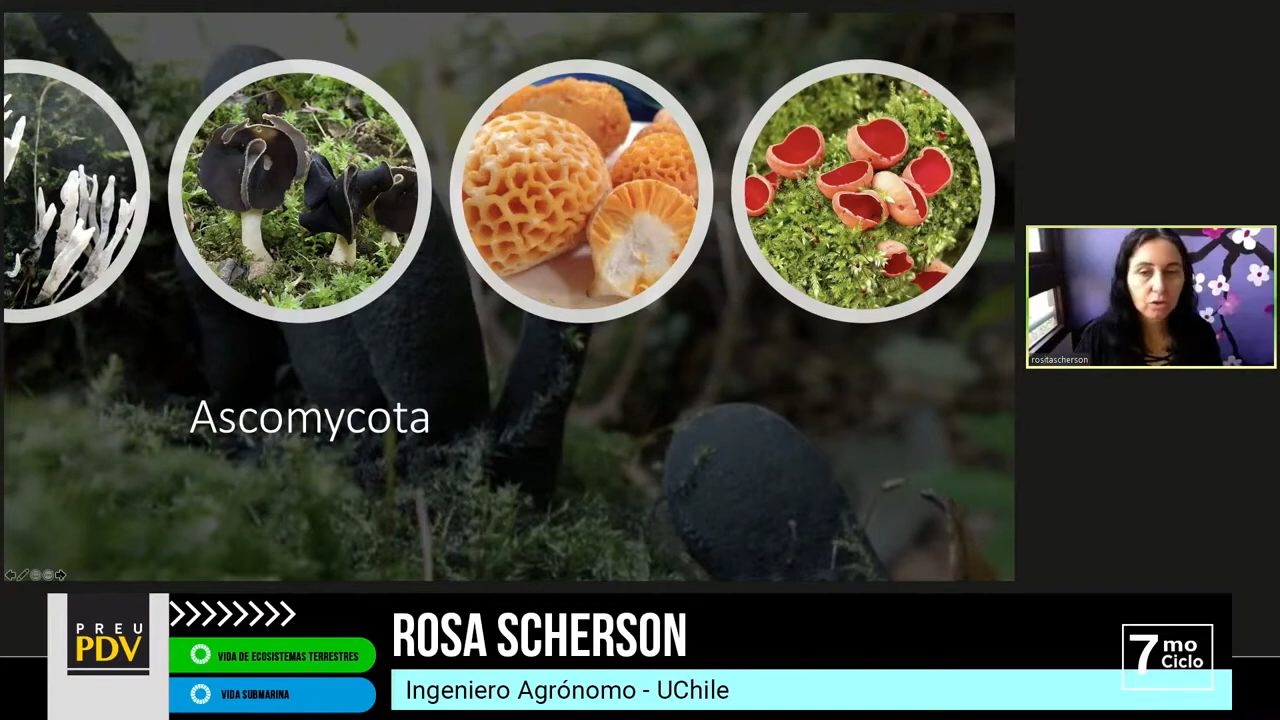 Ascomycota
rositascherson
PREU
PDV
VIDA DE ECOSISTEMAS TERRESTRES
VIDA SUBMARINA
ROSA SCHERSON
Ingeniero Agrónomo - UChile
7mo
Ciclo